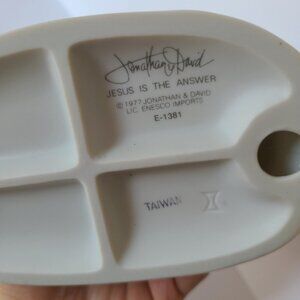 Jonathan & David
JESUS IS THE ANSWER
© 1977 JONATHAN & DAVID
LIC. ENESCO IMPORTS
E-1381
TAIWAN